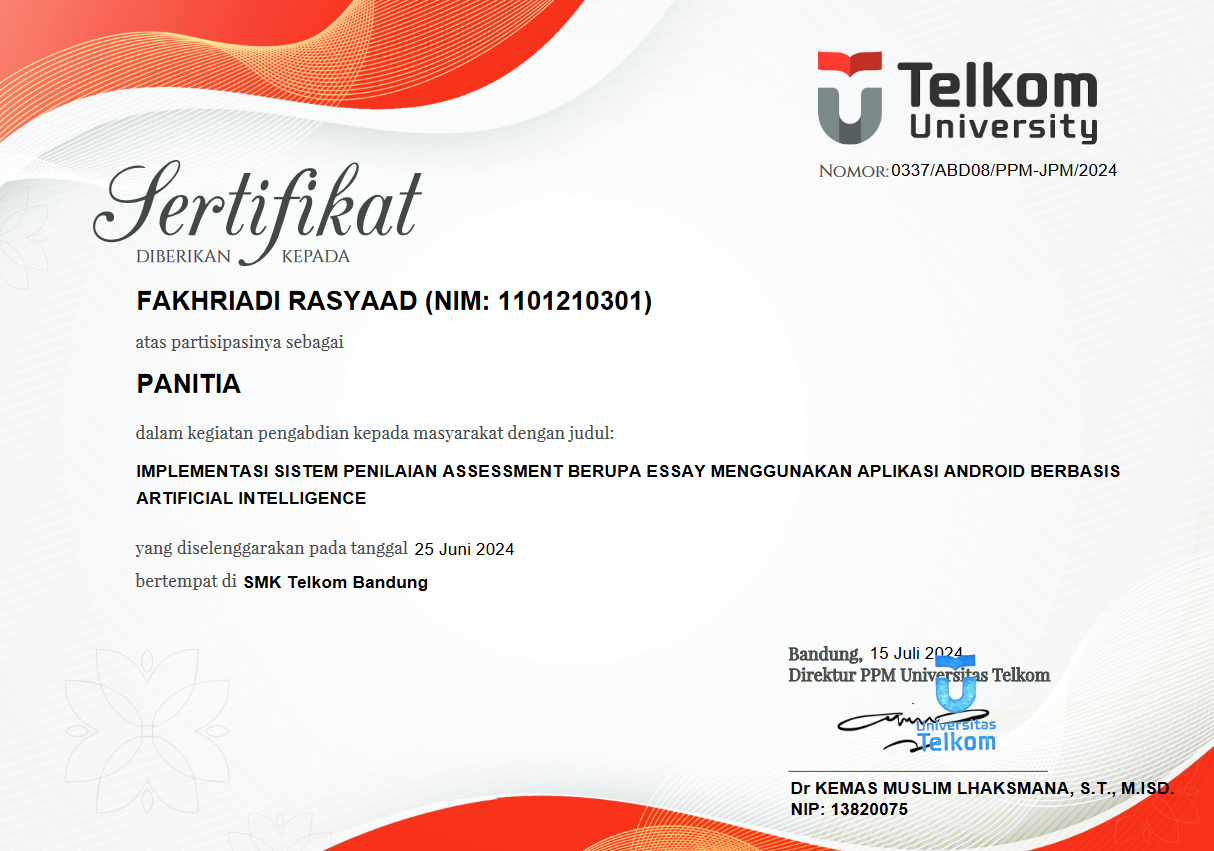 Telkom
University
NOMOR: 0337/ABD08/PPM-JPM/2024
Sertifikat
DIBERIKAN KEPADA
FAKHRIADI RASYAAD (NIM: 1101210301)
atas partisipasinya sebagai
PANITIA
dalam kegiatan pengabdian kepada masyarakat dengan judul:
IMPLEMENTASI SISTEM PENILAIAN ASSESSMENT BERUPA ESSAY MENGGUNAKAN APLIKASI ANDROID BERBASIS
ARTIFICIAL INTELLIGENCE
yang diselenggarakan pada tanggal 25 Juni 2024
bertempat di SMK Telkom Bandung
Bandung, 15 Juli 2024
Direktur PPM Universitas Telkom
Universitas
Telkom
Dr KEMAS MUSLIM LHAKSMANA, S.T., M.ISD.
NIP: 13820075